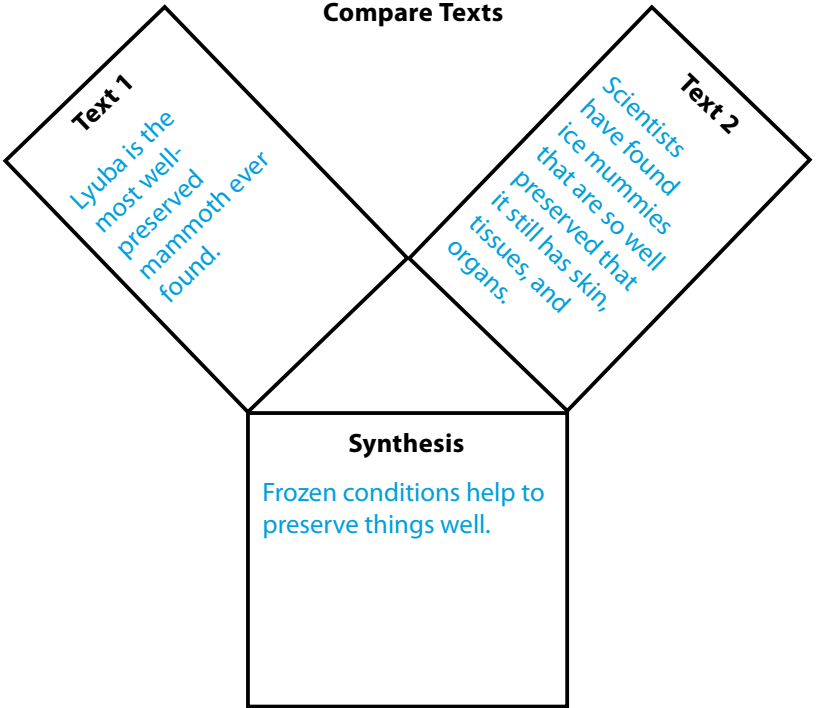 Compare Texts
Text 1
Lyuba is the
most well-
preserved
mammoth ever
found.
Text 2
Scientists
have found
ice mummies
that are so well
preserved that
it still has skin,
tissues, and
organs.
Synthesis
Frozen conditions help to
preserve things well.